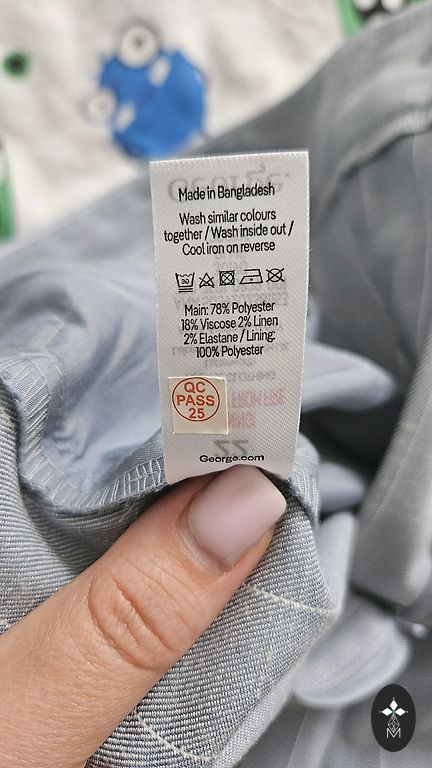 Made in Bangladesh
Wash similar colours
together / Wash inside out /
Cool iron on reverse
30
Main: 78% Polyester
18% Viscose 2% Linen
2% Elastane / Lining:
100% Polyester
QC
PASS
25
George.com